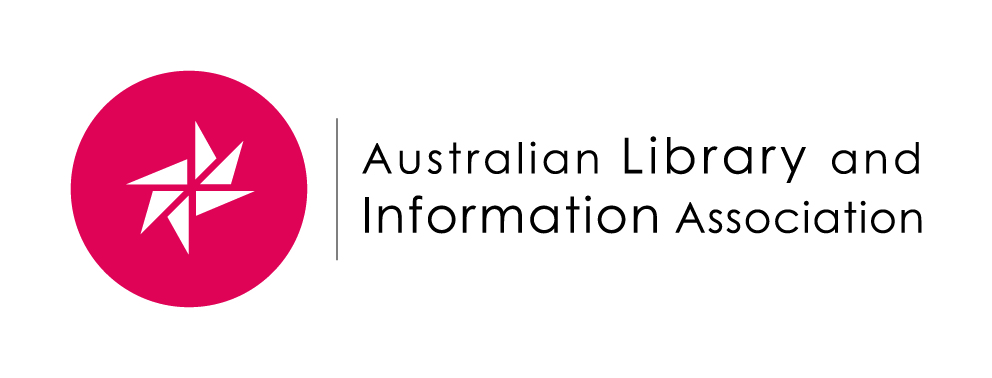 Australian Library and
Information Association